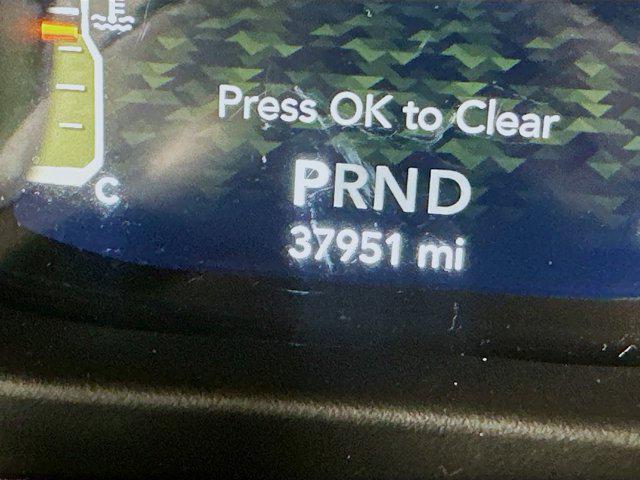 Press OK to Clear
PRND
37951 mi
C